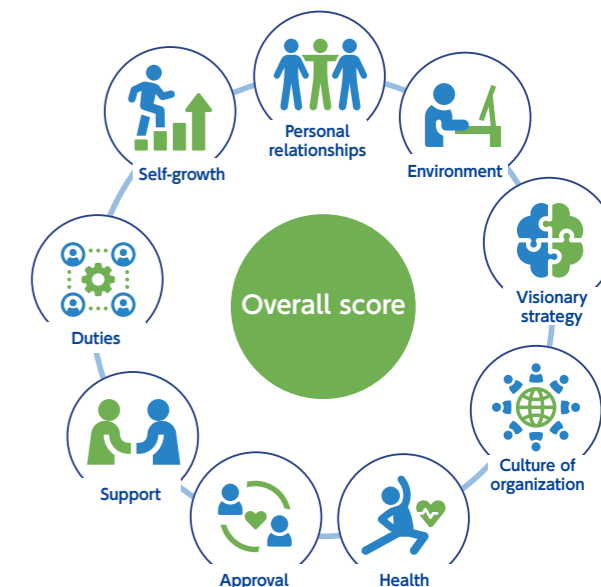 Personal
relationships
Environment
Visionary
strategy
Culture of
organization
Health
Approval
Support
Duties
Self-growth
Overall score